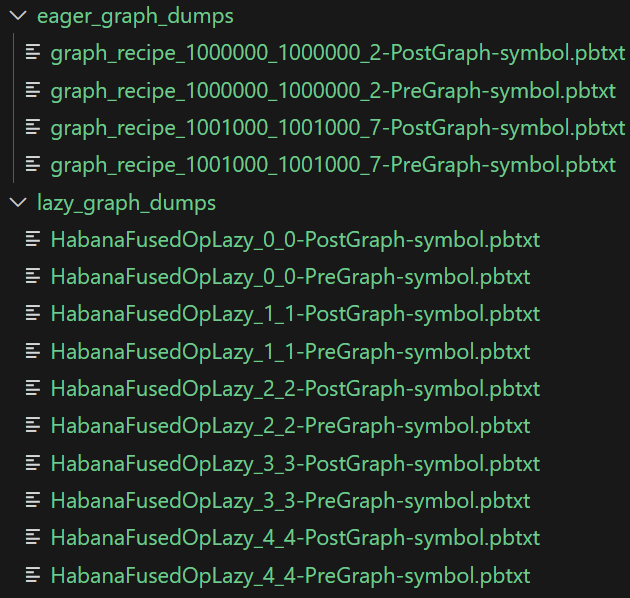 eager_graph_dumps
graph_recipe_1000000_1000000_2-PostGraph-symbol.pbtxt
graph_recipe_1000000_1000000_2-PreGraph-symbol.pbtxt
graph_recipe_1001000_1001000_7-PostGraph-symbol.pbtxt
graph_recipe_1001000_1001000_7-PreGraph-symbol.pbtxt
lazy_graph_dumps
HabanaFusedOpLazy_0_0-PostGraph-symbol.pbtxt
HabanaFusedOpLazy_0_0-PreGraph-symbol.pbtxt
HabanaFusedOpLazy_1_1-PostGraph-symbol.pbtxt
HabanaFusedOpLazy_1_1-PreGraph-symbol.pbtxt
HabanaFusedOpLazy_2_2-PostGraph-symbol.pbtxt
HabanaFusedOpLazy_2_2-PreGraph-symbol.pbtxt
HabanaFusedOpLazy_3_3-PostGraph-symbol.pbtxt
HabanaFusedOpLazy_3_3-PreGraph-symbol.pbtxt
HabanaFusedOpLazy_4_4-PostGraph-symbol.pbtxt
HabanaFusedOpLazy_4_4-PreGraph-symbol.pbtxt